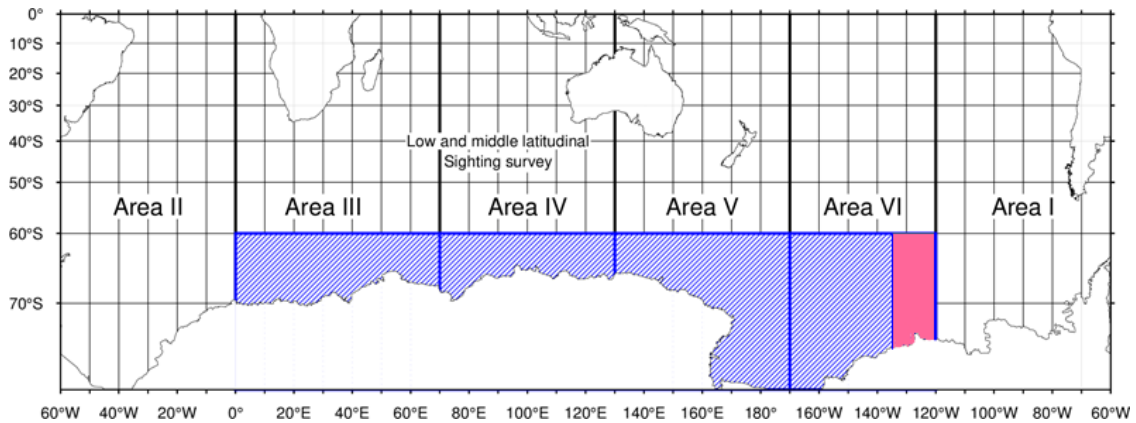 0°
10°S
20°S
30°S
40°S
Low and middle latitudinal
Sighting survey
50°S
Area II Area III Area IV Area V Area VI Area I
60°S
70°S
60°W 40°W 20°W 0° 20°E 40°E 60°E 80°E 100°E 120°E 140°E 160°E 180° 160°W 140°W 120°W 100°W 80°W 60°W